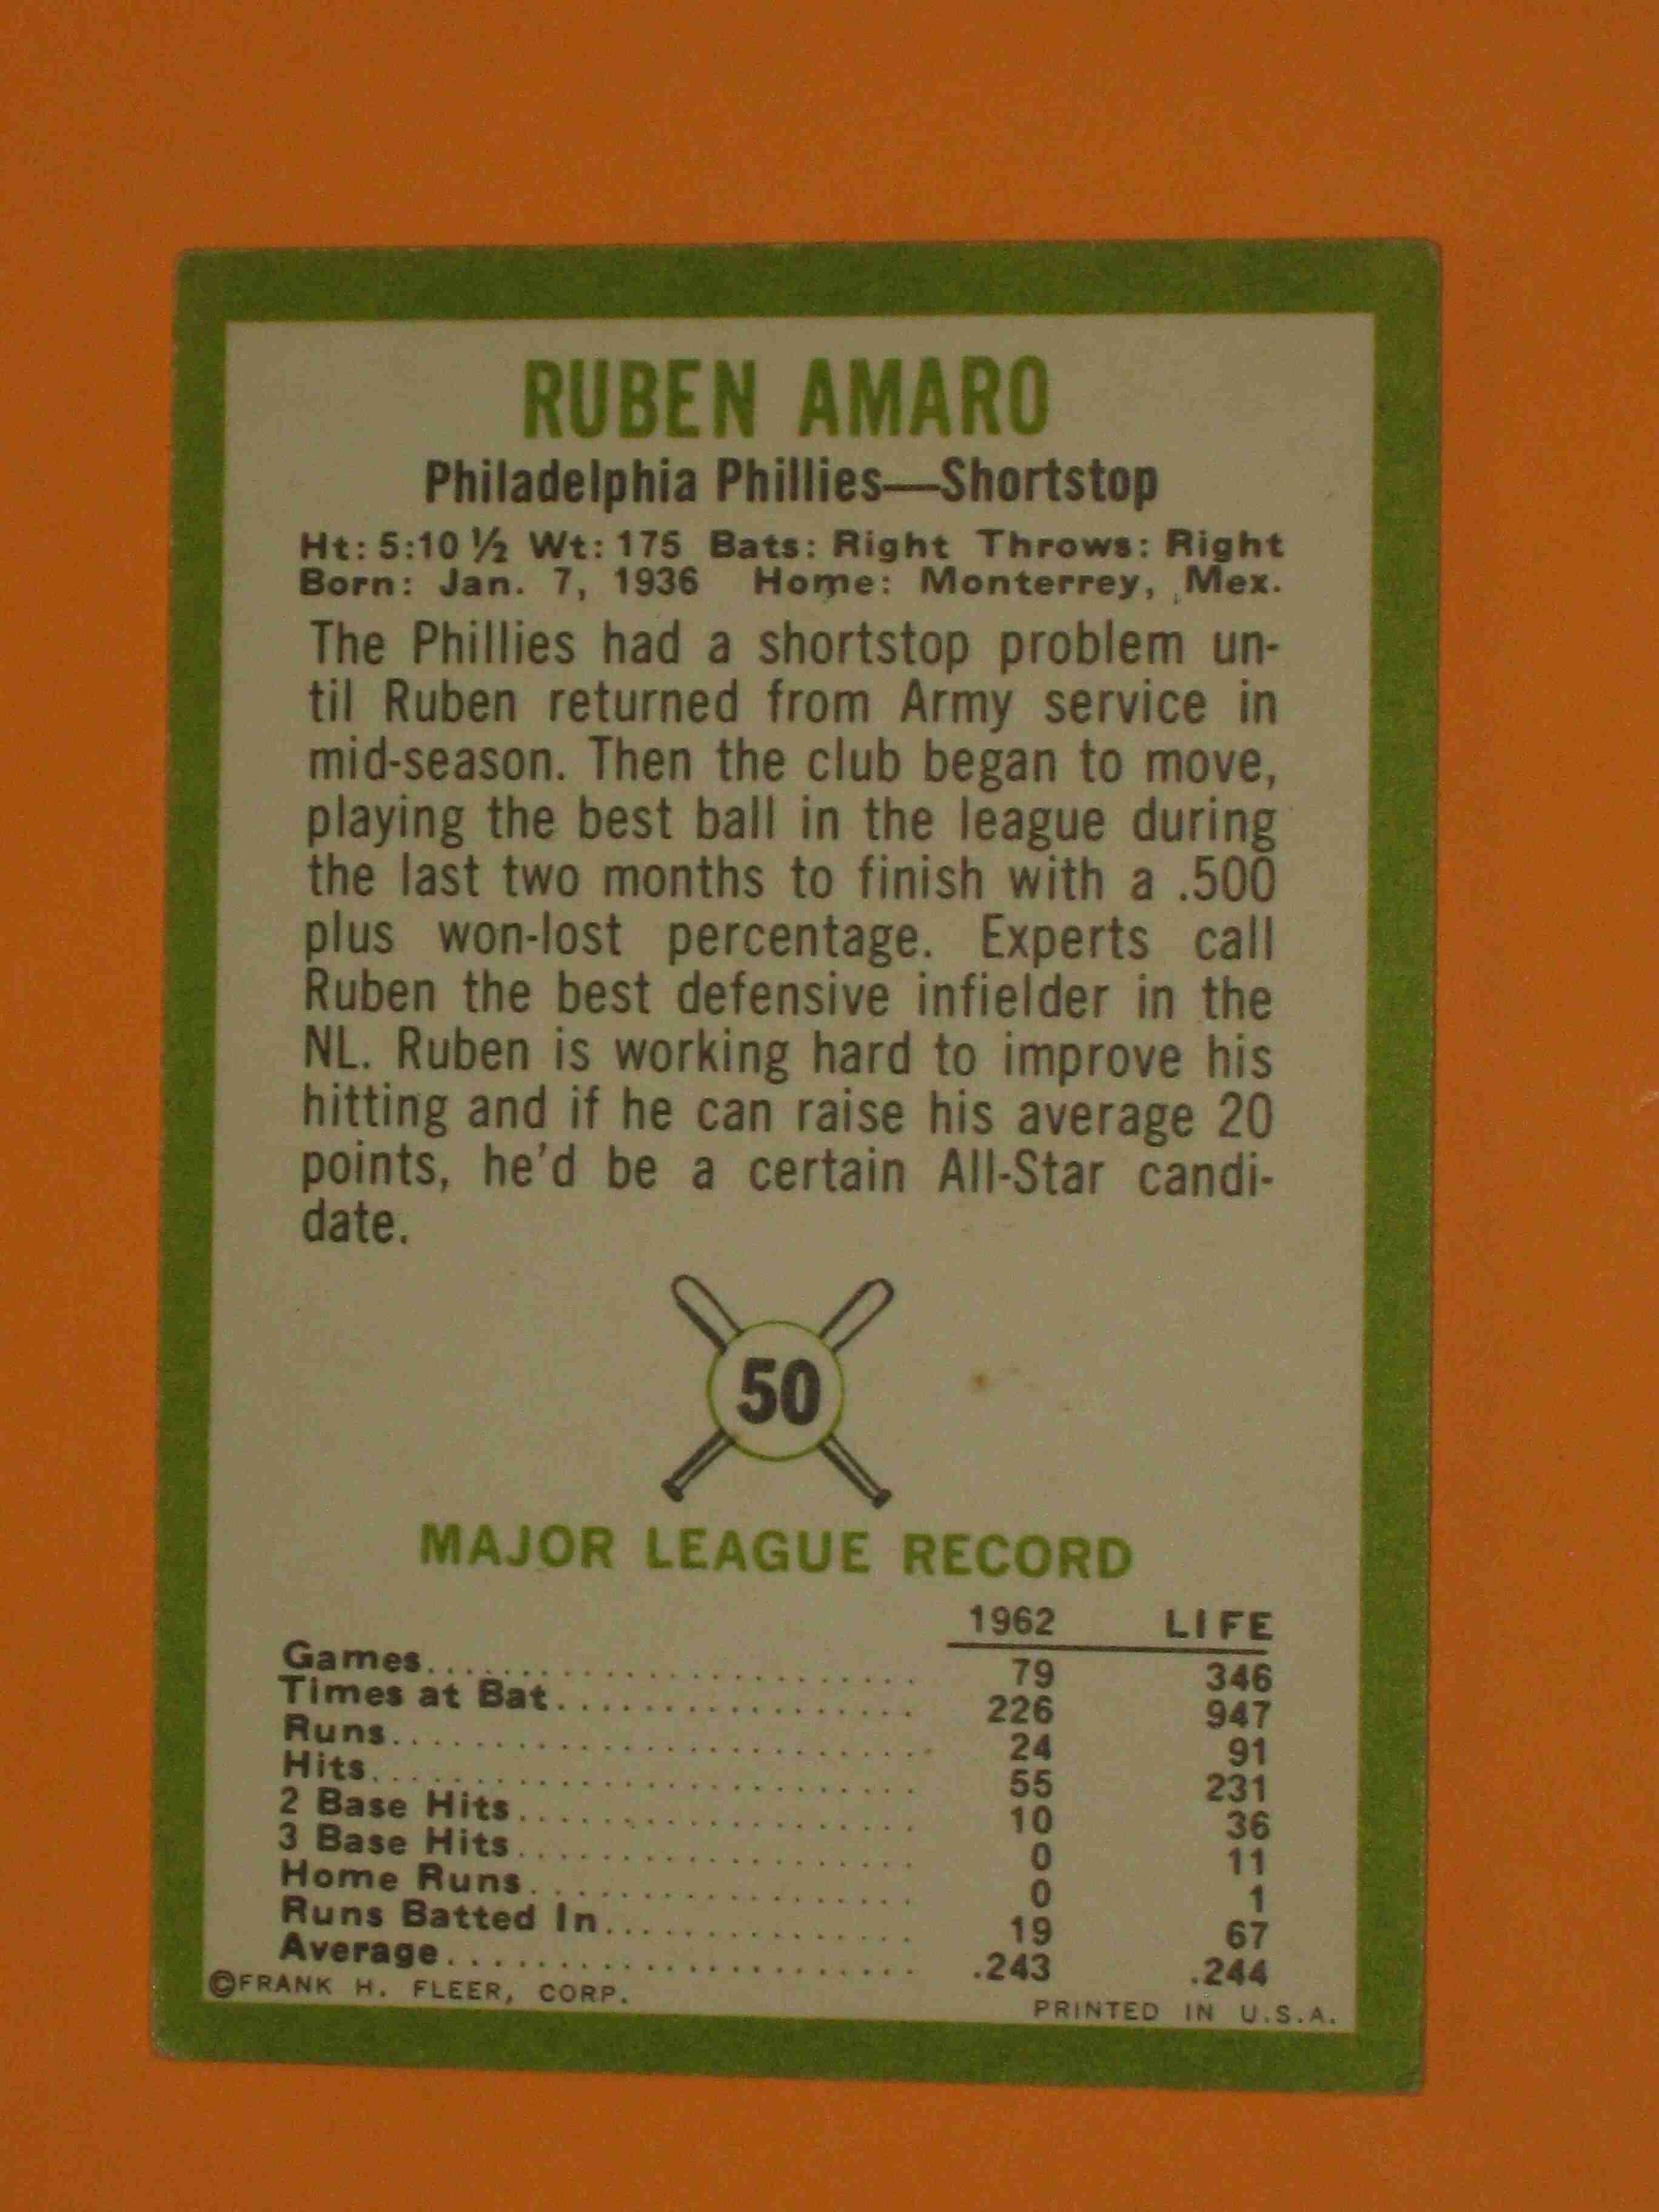 RUBEN AMARO
Philadelphia Phillies—Shortstop
Ht: 5:10 ½ Wt: 175 Bats: Right Throws: Right
Born: Jan. 7, 1936 Home: Monterrey, Mex.
The Phillies had a shortstop problem un-
til Ruben returned from Army service in
mid-season. Then the club began to move,
playing the best ball in the league during
the last two months to finish with a .500
plus won-lost percentage. Experts call
Ruben the best defensive infielder in the
NL. Ruben is working hard to improve his
hitting and if he can raise his average 20
points, he'd be a certain All-Star candi-
date.
50
MAJOR LEAGUE RECORD
1962 LIFE
Games........................... 79 346
Times at Bat.................. 226 947
Runs............................ 24 91
Hits............................ 55 231
2 Base Hits.................... 10 36
3 Base Hits.................... 0 11
Home Runs.................... 0 1
Runs Batted In............... 19 67
Average........................ .243 .244
©FRANK H. FLEER, CORP.
PRINTED IN U.S.A.